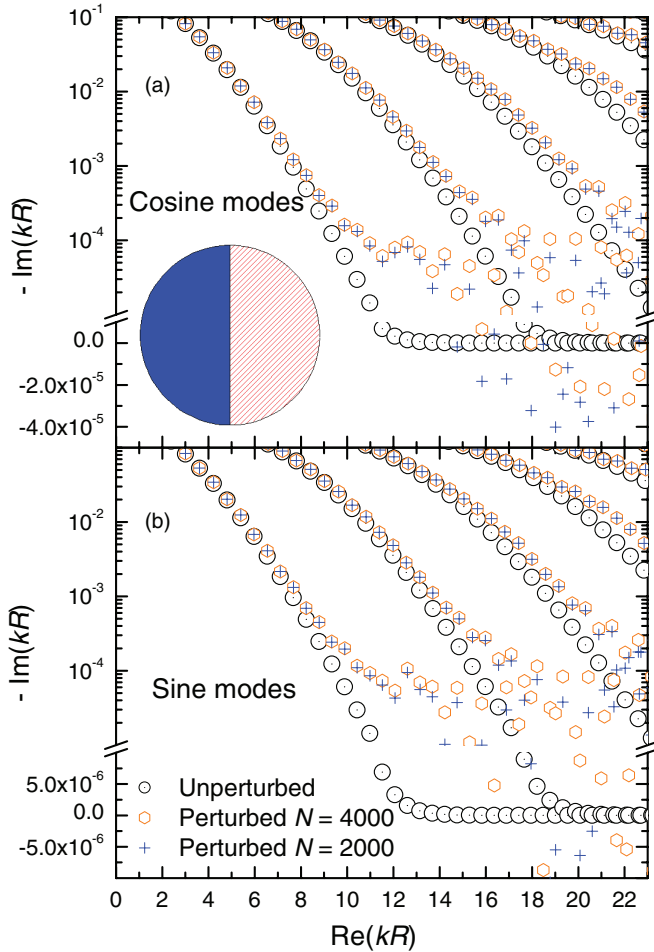 10⁻¹
10⁻²
(a)
10⁻³
Cosine modes
10⁻⁴
- Im(kR)
0.0
-2.0x10⁻⁵
-4.0x10⁻⁵
(b)
10⁻²
10⁻³
10⁻⁴
Sine modes
- Im(kR)
5.0x10⁻⁶
0.0
-5.0x10⁻⁶
Unperturbed
Perturbed N = 4000
Perturbed N = 2000
0 2 4 6 8 10 12 14 16 18 20 22
Re(kR)